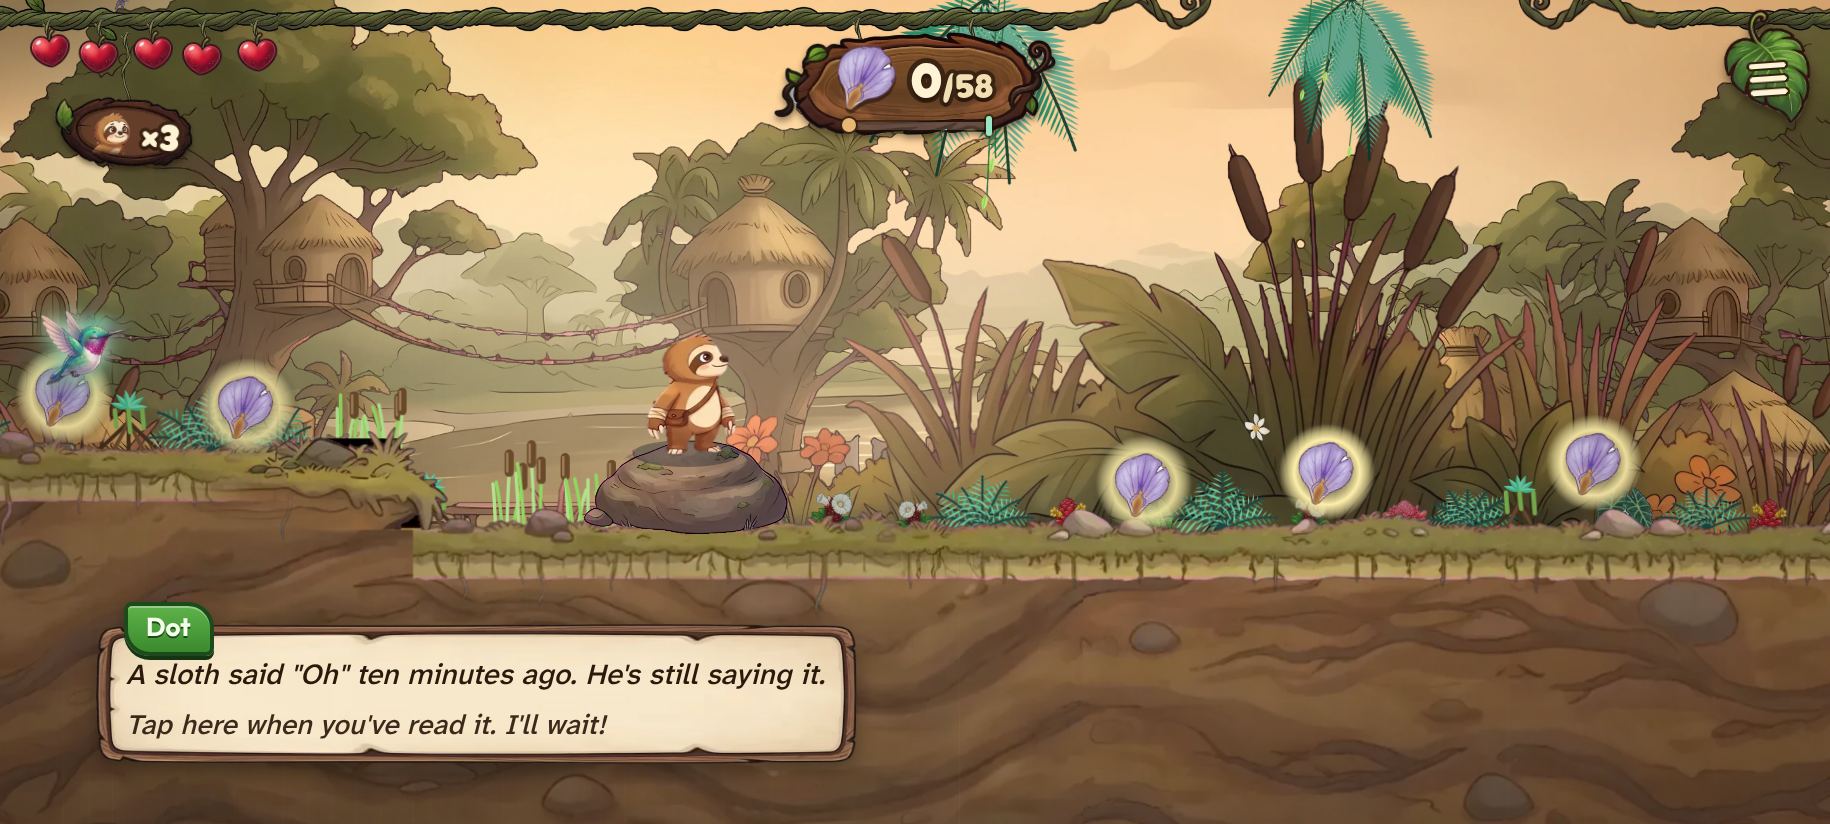 x3
0/58
Dot
A sloth said "Oh" ten minutes ago. He's still saying it.
Tap here when you've read it. I'll wait!